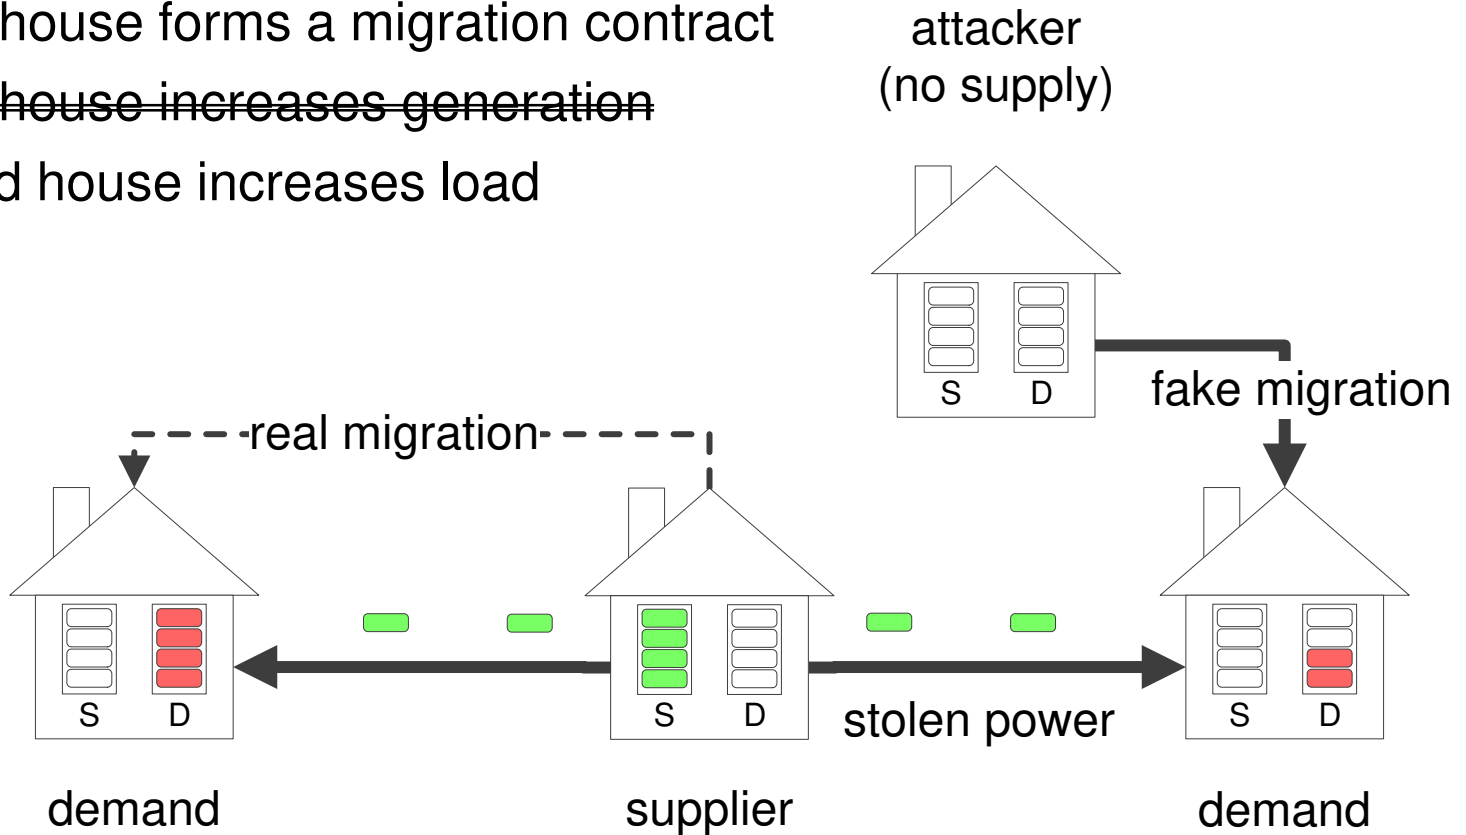 house forms a migration contract
house increases generation
d house increases load
attacker
(no supply)
S D
fake migration
real migration
S D
S D
S D
stolen power
demand
supplier
demand